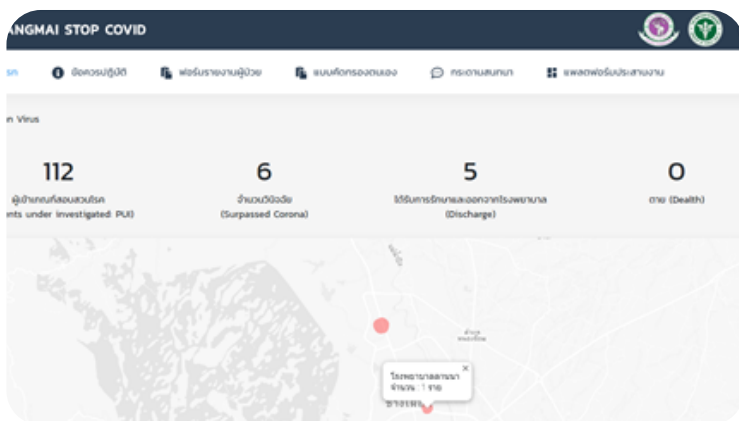 ANGMAI STOP COVID
รก
ข้อควรปฏิบัติ
ฟอร์มรายงานผู้ป่วย
แบบคัดกรองตนเอง
กระดานสนทนา
แพลตฟอร์มประสานงาน
on Virus
112
6
5
0
ผู้เข้าเกณฑ์สอบสวนโรค
จำนวนวินิจฉัย
ได้รับการรักษาและออกจากโรงพยาบาล
ตาย (Dealth)
nts under investigated: PUI)
(Surpassed Corona)
(Discharge)
โรงพยาบาลลานนา
จำนวน : 1 ราย